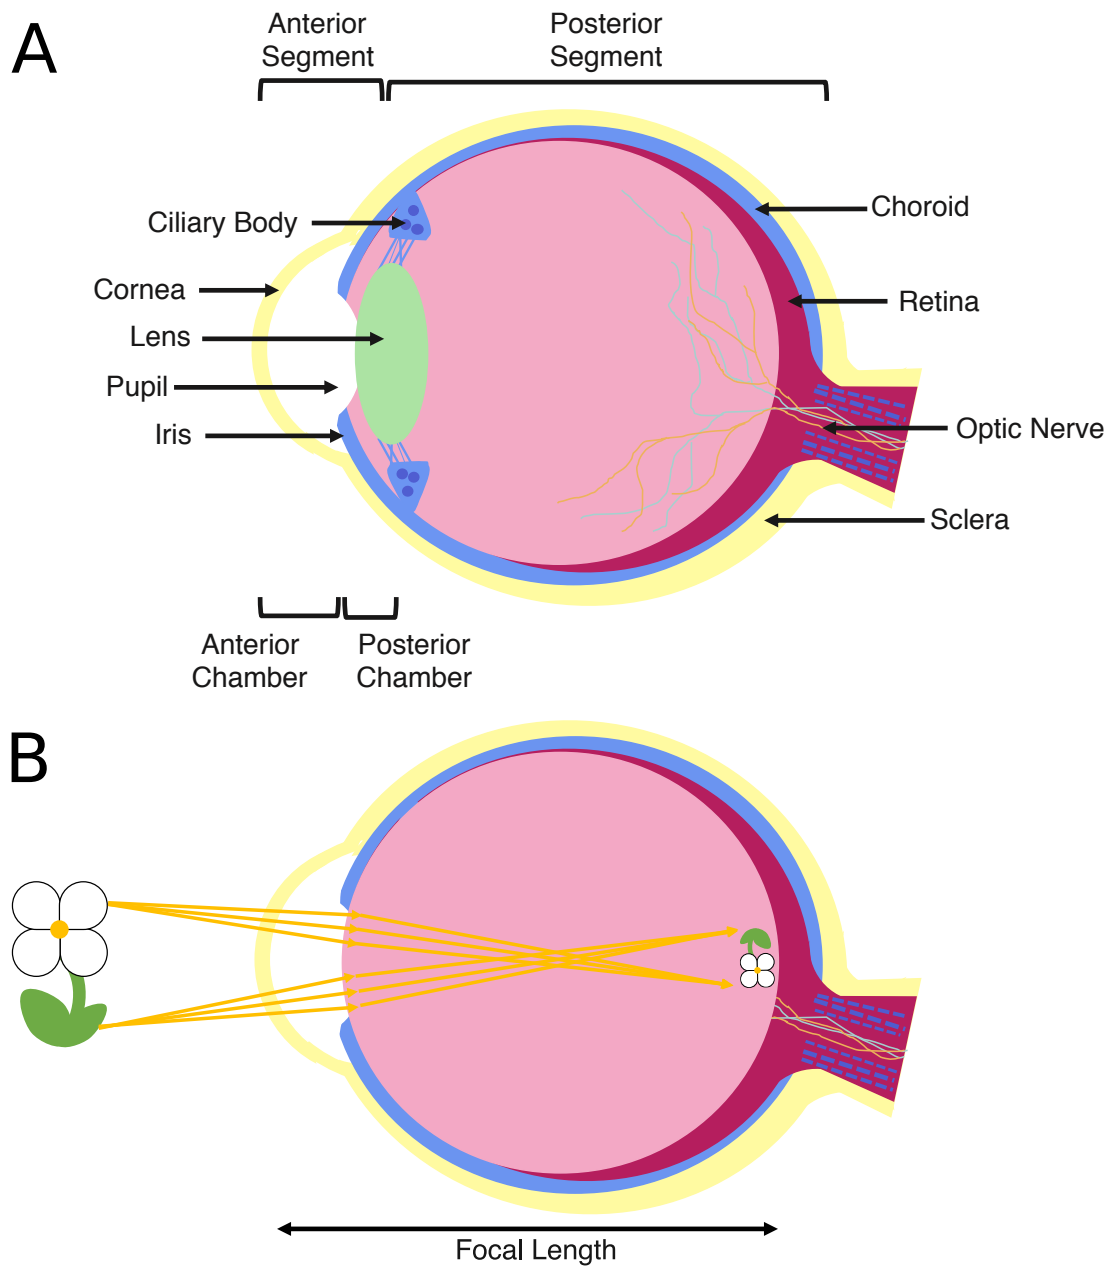 A
Anterior
Segment
Posterior
Segment
Ciliary Body
Choroid
Cornea
Retina
Lens
Pupil
Iris
Optic Nerve
Sclera
Anterior
Chamber
Posterior
Chamber
B
Focal Length